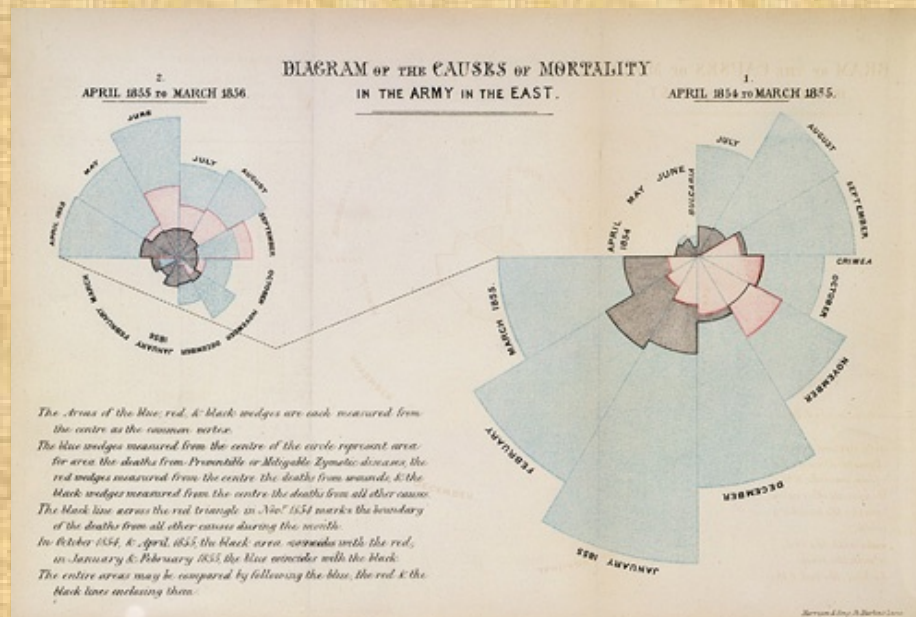 DIAGRAM OF THE CAUSES OF MORTALITY
IN THE ARMY IN THE EAST.
2.
APRIL 1855 TO MARCH 1856.
1.
APRIL 1854 TO MARCH 1855.
APRIL 1855
MAY
JUNE
JULY
AUGUST
SEPTEMBER
OCTOBER
NOVEMBER
DECEMBER
JANUARY 1856
FEBRUARY
MARCH
APRIL 1854
MAY
JUNE
BULGARIA
JULY
AUGUST
SEPTEMBER
CRIMEA
OCTOBER
NOVEMBER
DECEMBER
JANUARY 1855
FEBRUARY
MARCH 1855
The Areas of the blue, red, & black wedges are each measured from
the centre as the common vertex.
The blue wedges measured from the centre of the circle represent area
for area the deaths from Preventible or Mitigable Zymotic diseases, the
red wedges measured from the centre the deaths from wounds, & the
black wedges measured from the centre the deaths from all other causes.
The black line across the red triangle in Nov.r 1854 marks the boundary
of the deaths from all other causes during the month.
In October 1854, & April, 1855, the black area coincides with the red;
in January & February 1855, the blue coincides with the black.
The entire areas may be compared by following the blue, the red & the
black lines enclosing them.